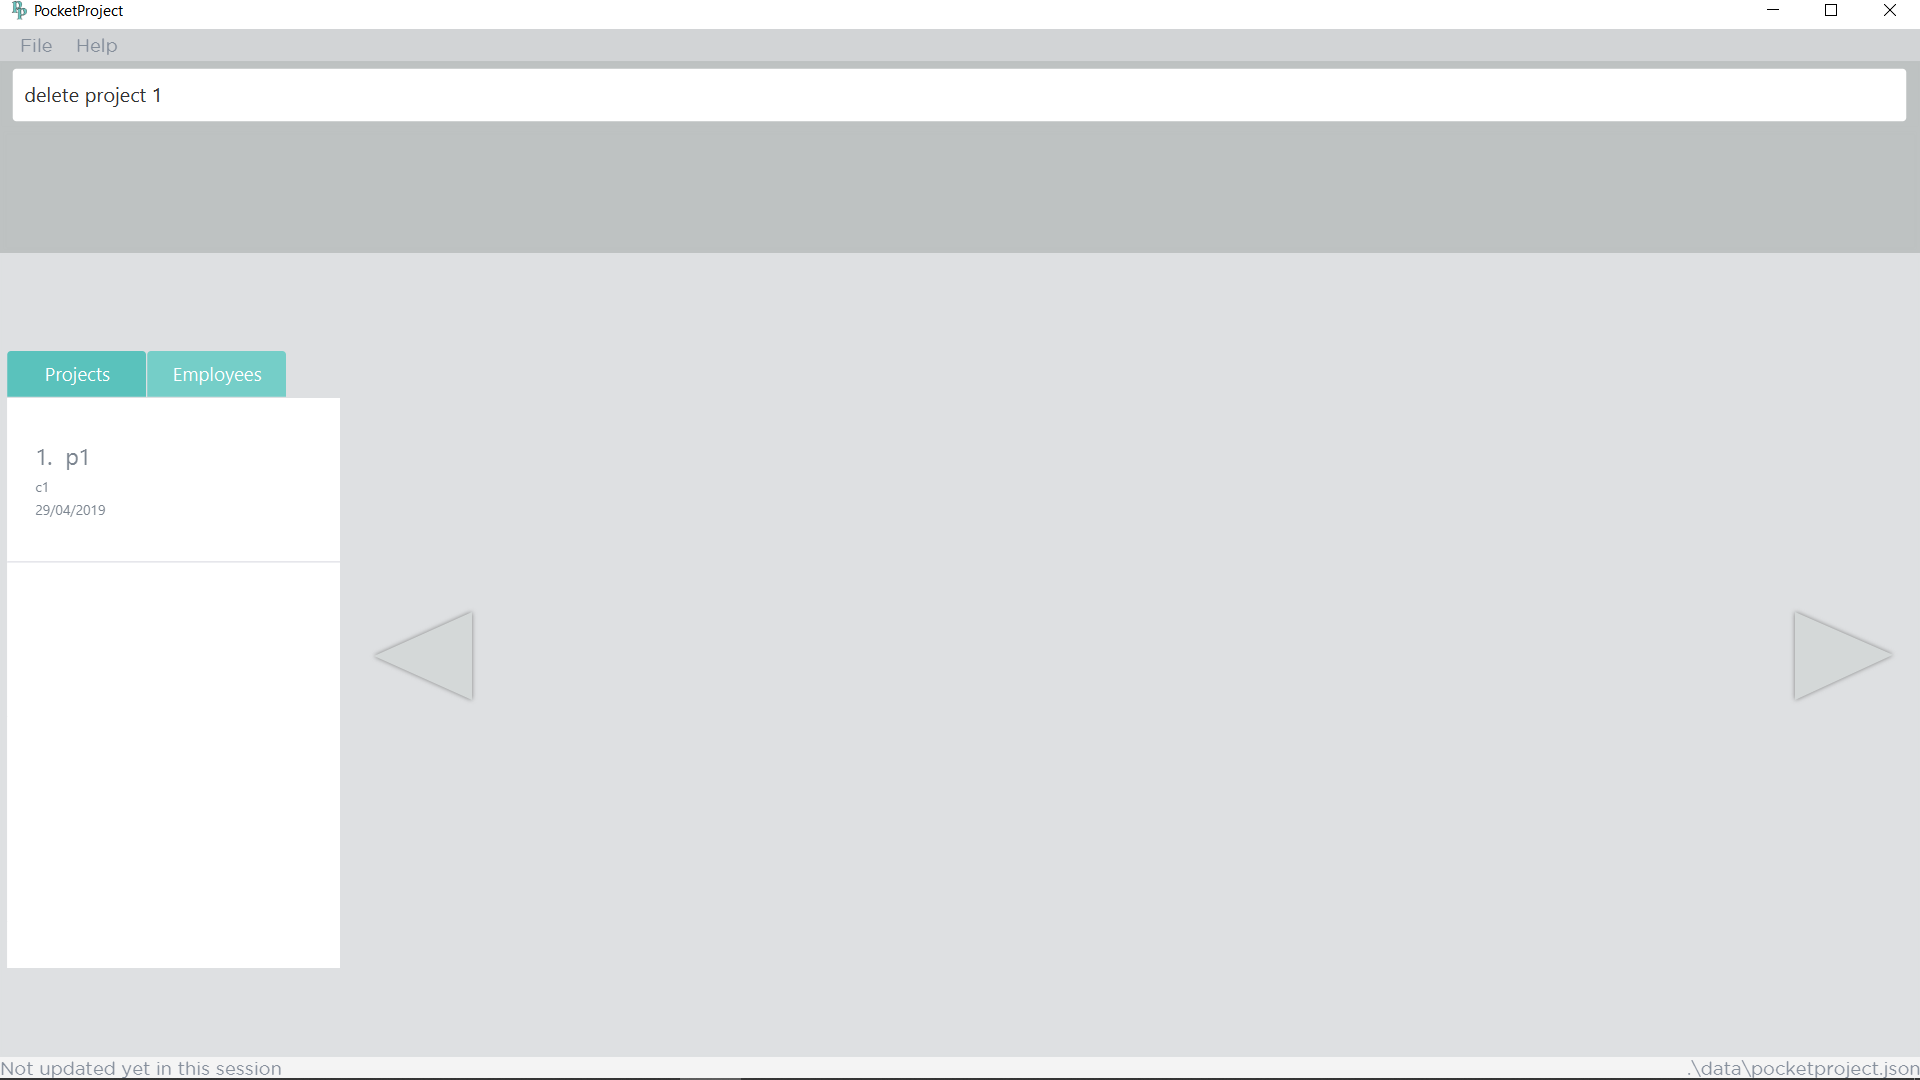 PocketProject
File Help
delete project 1
Projects Employees
1. p1
c1
29/04/2019
Not updated yet in this session .\data\pocketproject.json